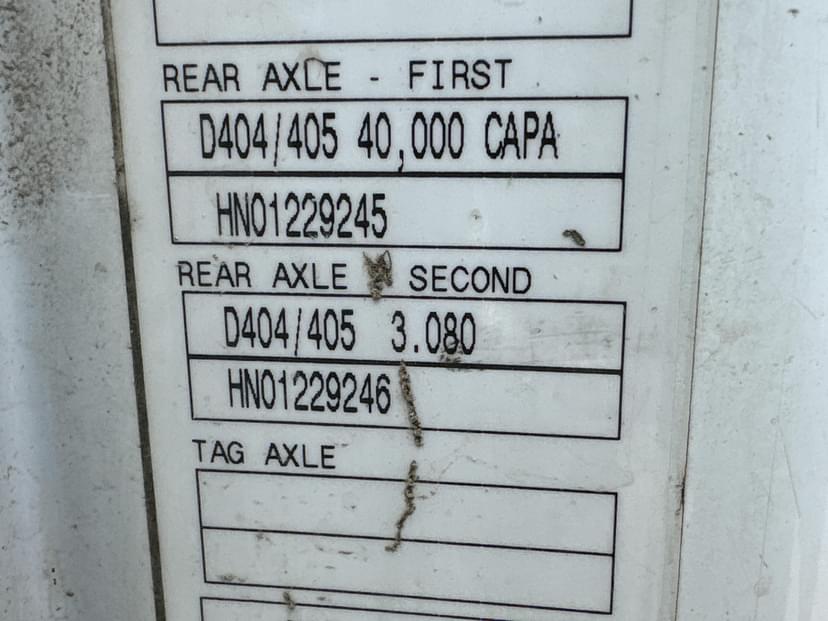 REAR AXLE - FIRST
D404/405 40,000 CAPA
HN01229245
REAR AXLE SECOND
D404/405 3.080
HN01229246
TAG AXLE